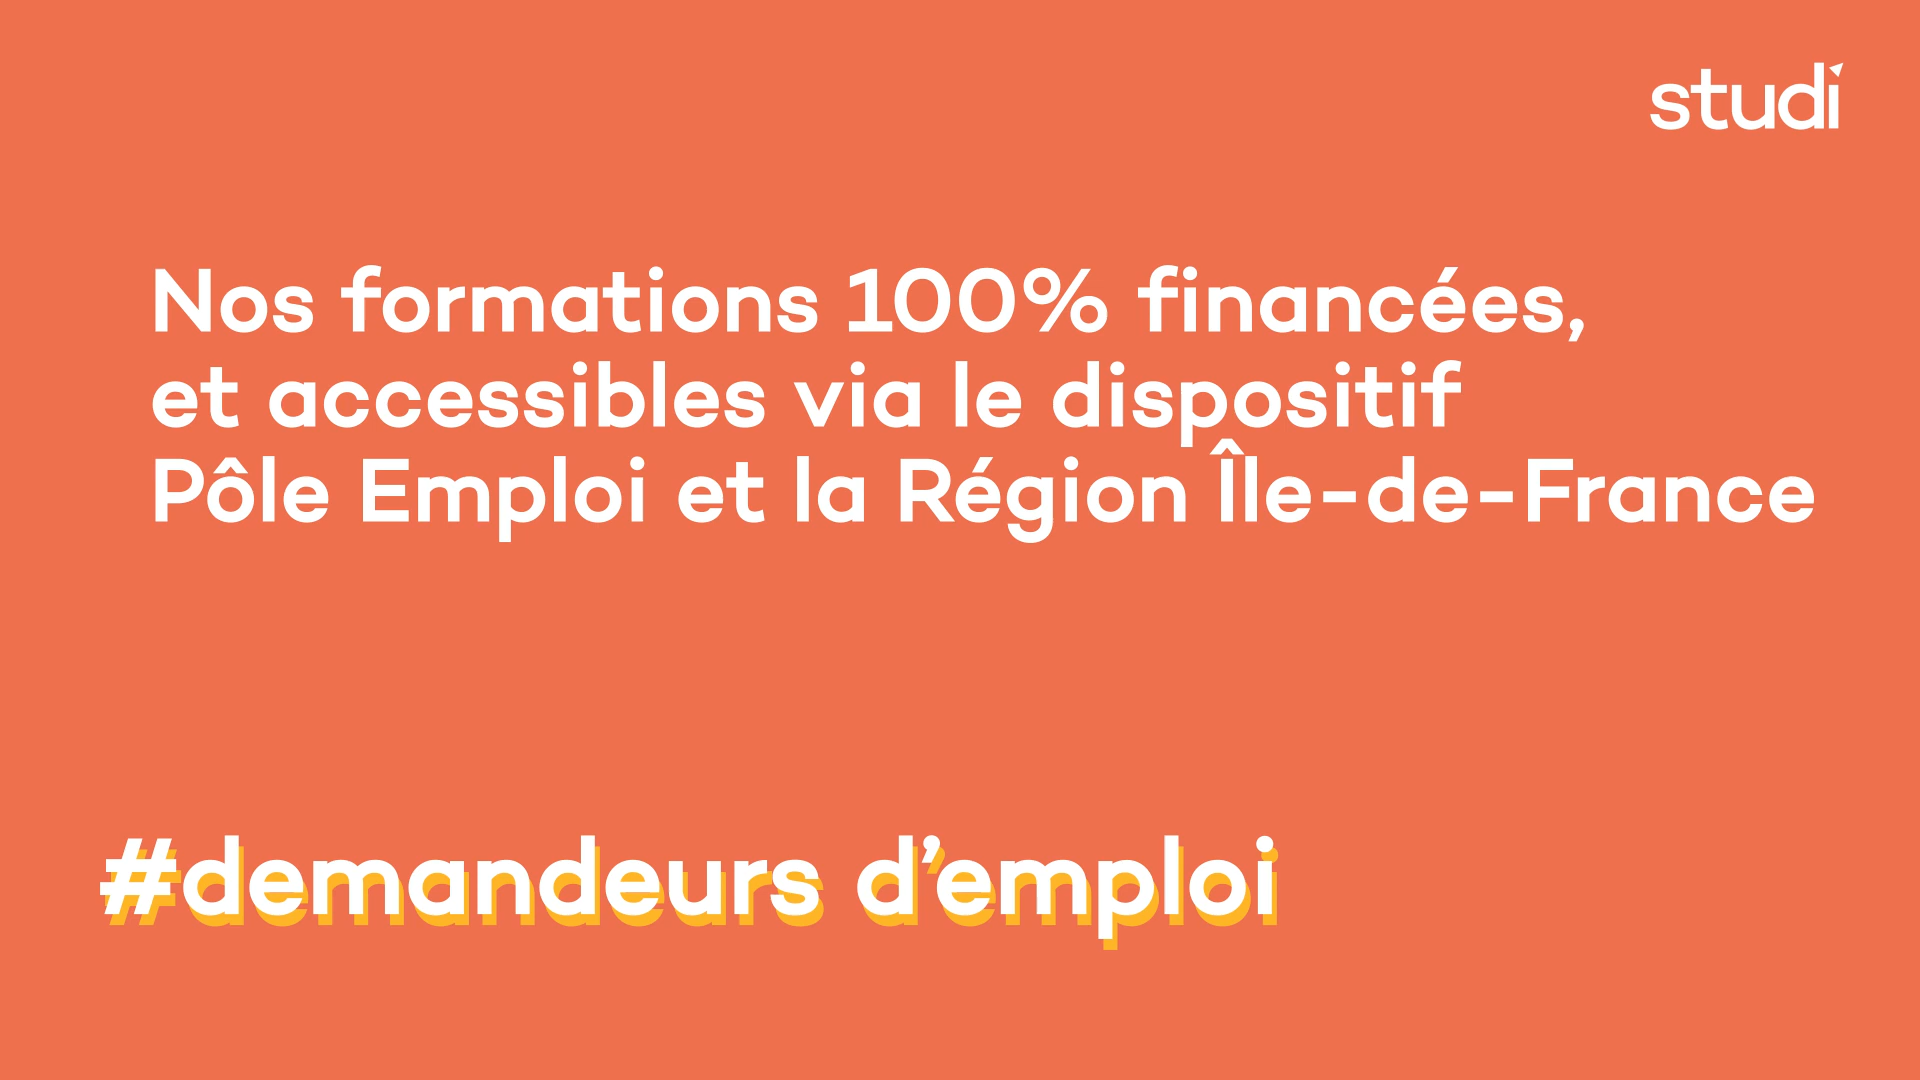 studi
Nos formations 100% financées,
et accessibles via le dispositif
Pôle Emploi et la Région Île-de-France
#demandeurs d’emploi